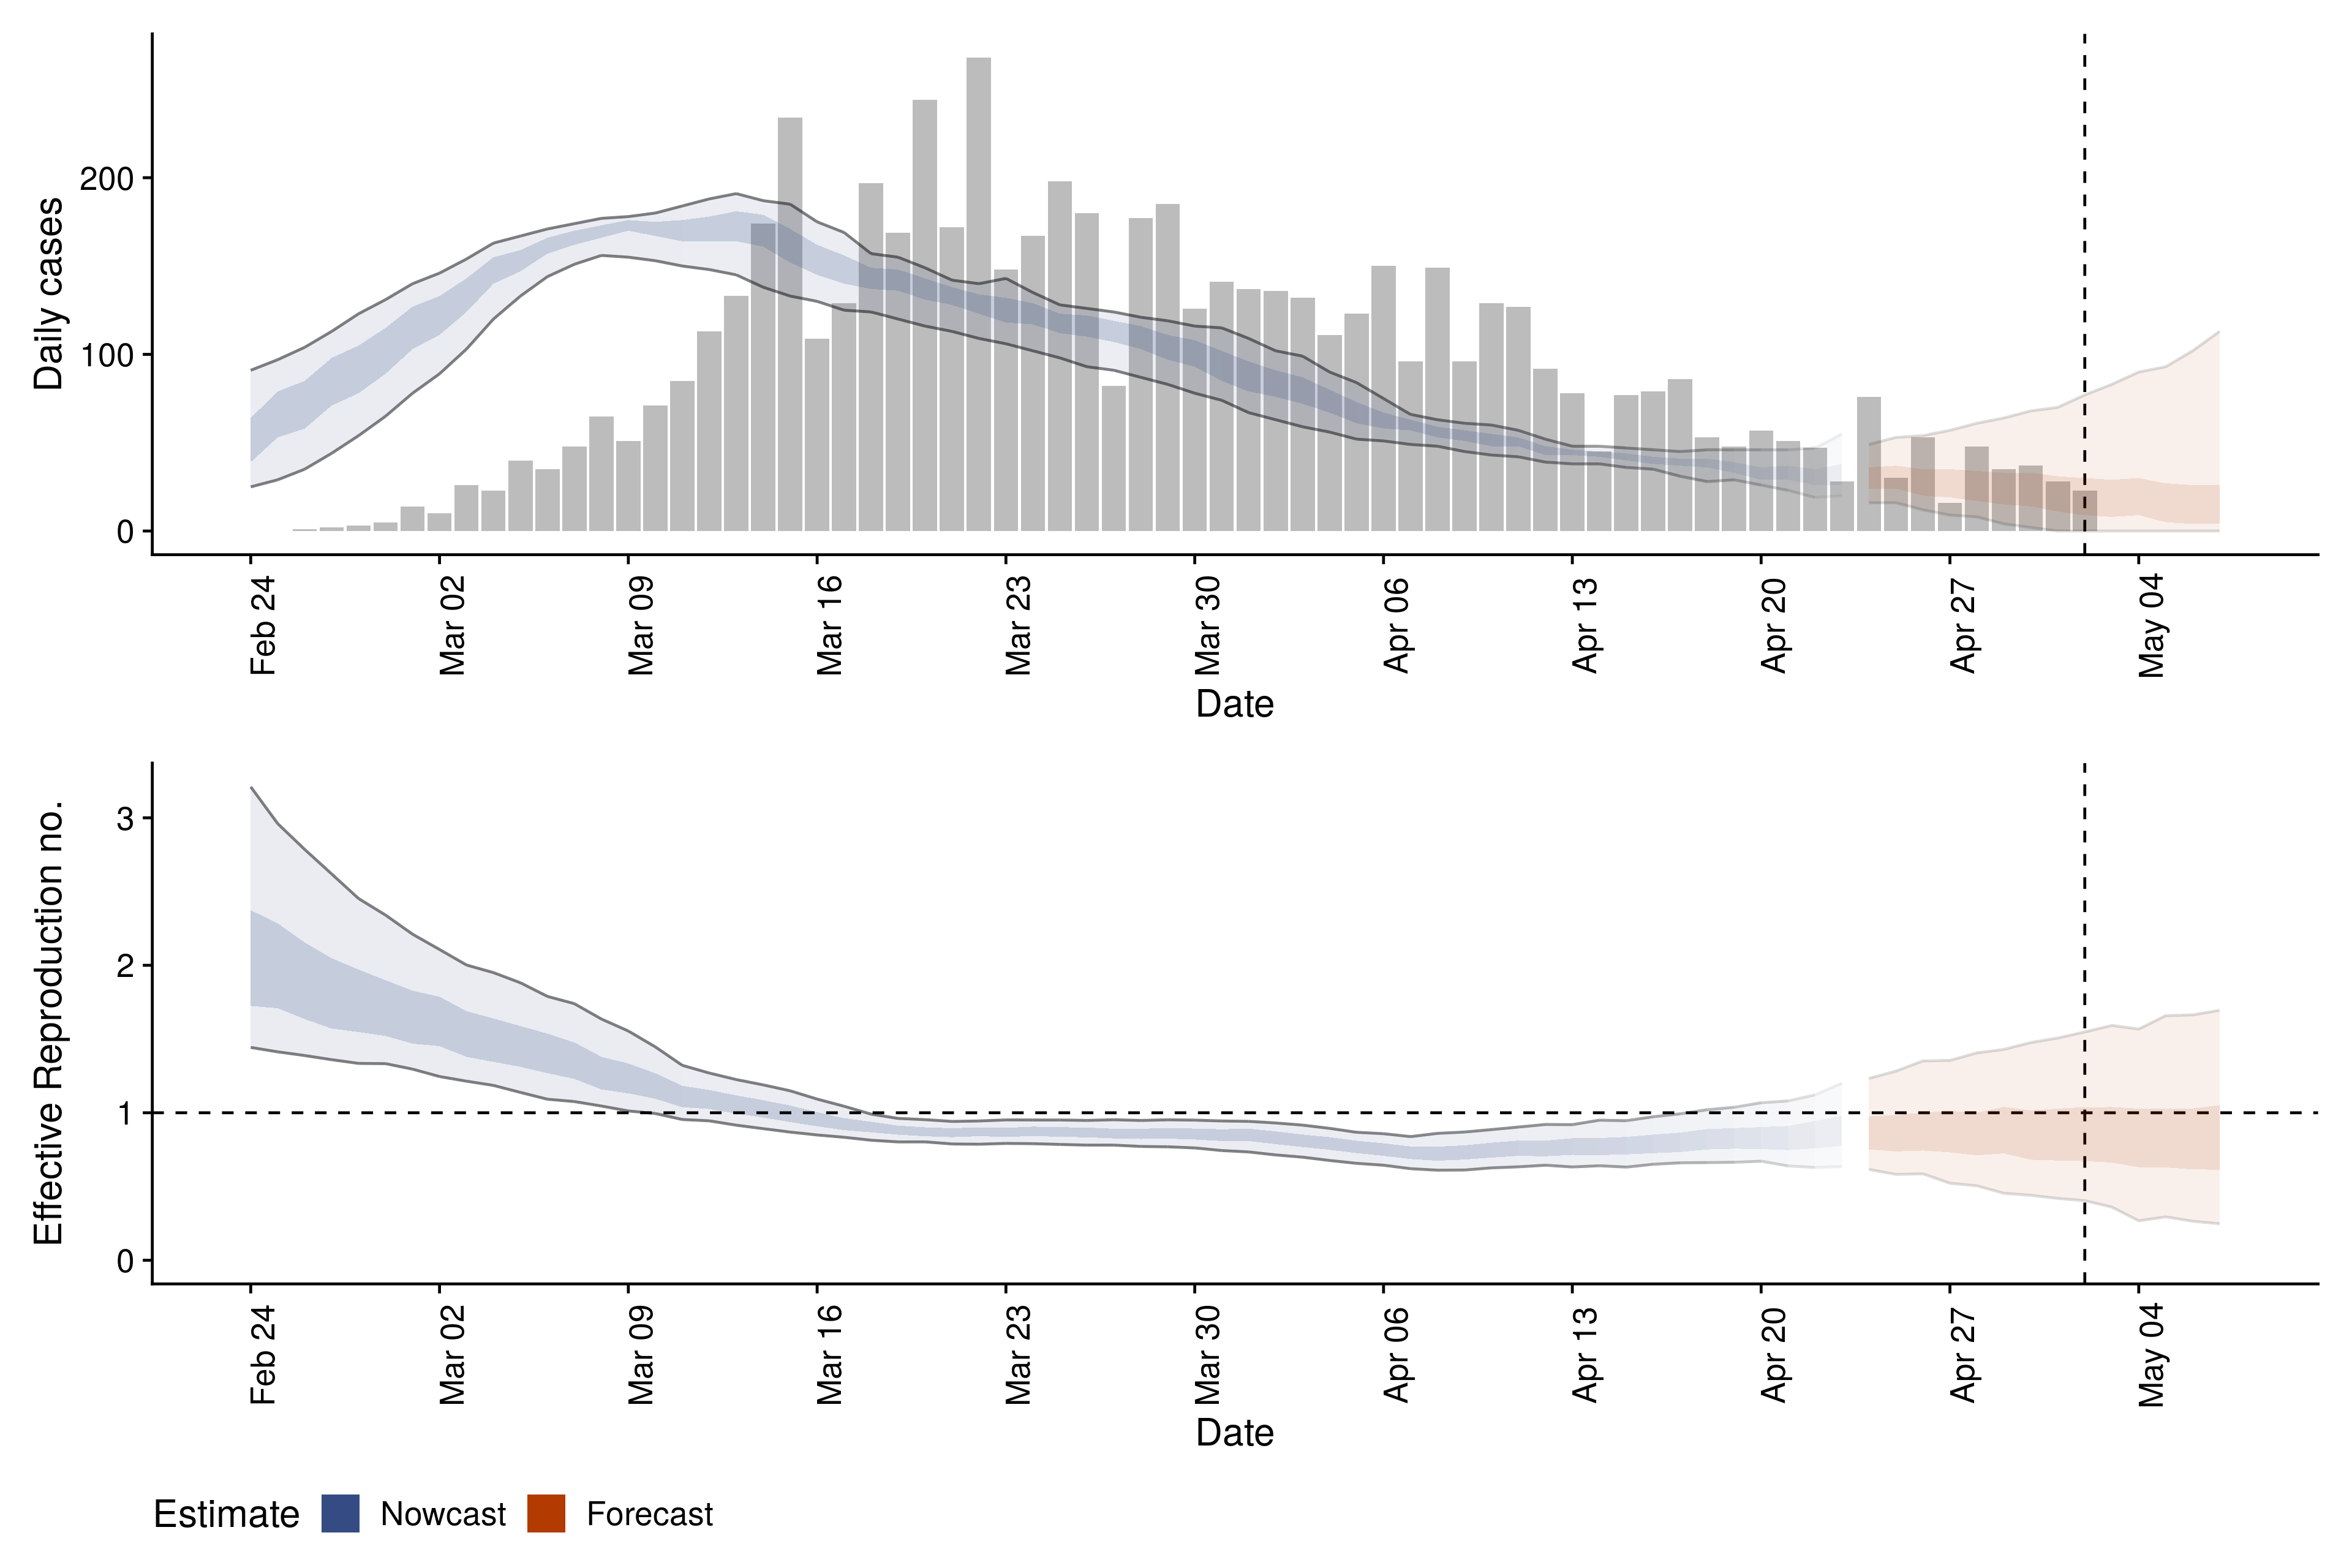 Daily cases
200
100
0
Feb 24 Mar 02 Mar 09 Mar 16 Mar 23 Mar 30 Apr 06 Apr 13 Apr 20 Apr 27 May 04
Date
Effective Reproduction no.
3
2
1
0
Feb 24 Mar 02 Mar 09 Mar 16 Mar 23 Mar 30 Apr 06 Apr 13 Apr 20 Apr 27 May 04
Date
Estimate Nowcast Forecast